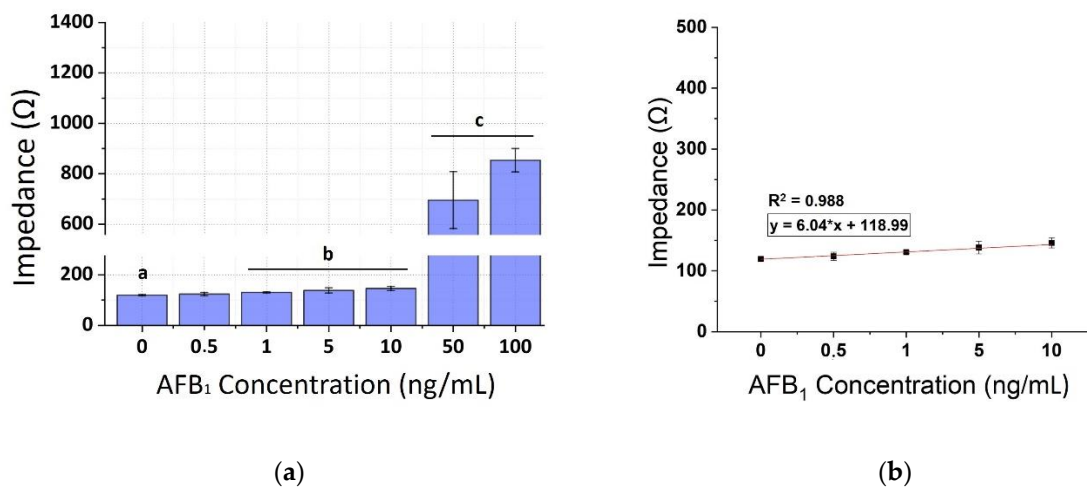 1400
1200
1000
800
600
200
0
Impedance (Ω)
a
b
c
0 0.5 1 5 10 50 100
AFB₁ Concentration (ng/mL)
(a)
500
400
300
200
100
0
Impedance (Ω)
R² = 0.988
y = 6.04*x + 118.99
0 0.5 1 5 10
AFB₁ Concentration (ng/mL)
(b)